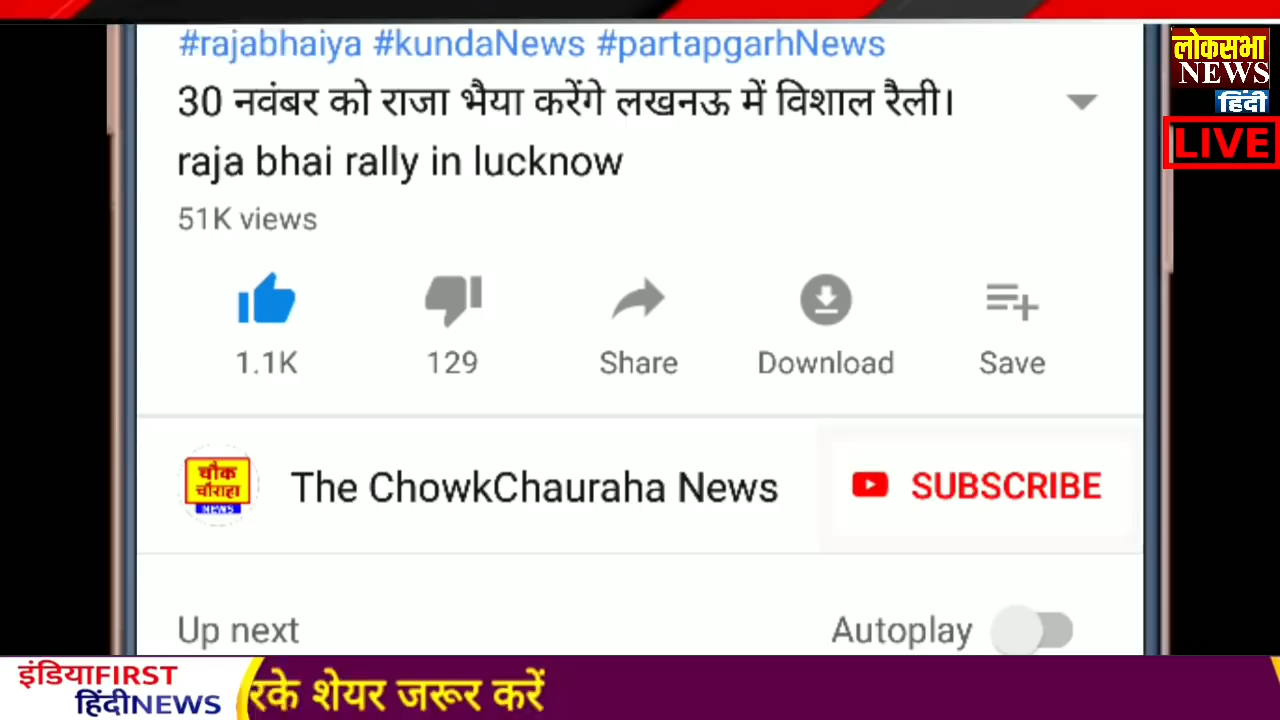 #rajabhaiya #kundaNews #partapgarhNews
30 नवंबर को राजा भैया करेंगे लखनऊ में विशाल रैली।
raja bhai rally in lucknow
51K views
1.1K 129 Share Download Save
चौक
चौराहा
NEWS
The ChowkChauraha News
SUBSCRIBE
Up next Autoplay
लोकसभा
NEWS
हिंदी
LIVE
इंडियाFIRST
हिंदीNEWS
रके शेयर जरूर करें